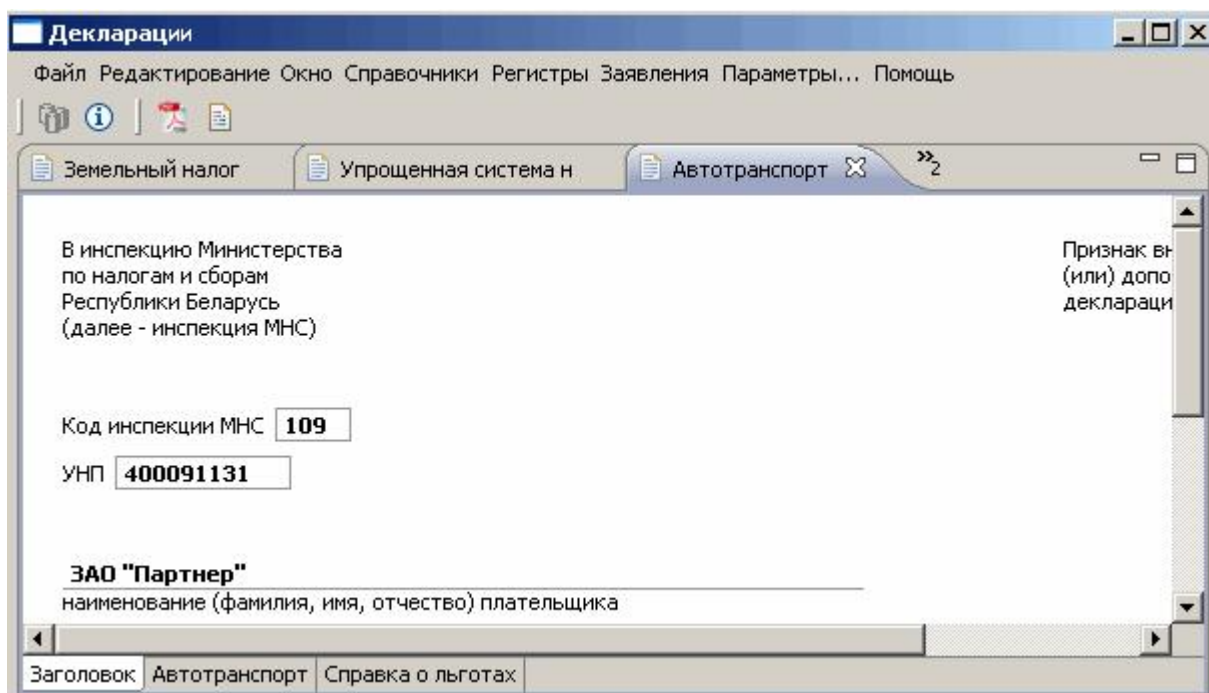 Декларации
Файл Редактирование Окно Справочники Регистры Заявления Параметры... Помощь
Земельный налог Упрощенная система н Автотранспорт »2
В инспекцию Министерства
по налогам и сборам
Республики Беларусь
(далее - инспекция МНС)
Признак вн
(или) допо
деклараци
Код инспекции МНС 109
УНП 400091131
ЗАО "Партнер"
наименование (фамилия, имя, отчество) плательщика
Заголовок Автотранспорт Справка о льготах